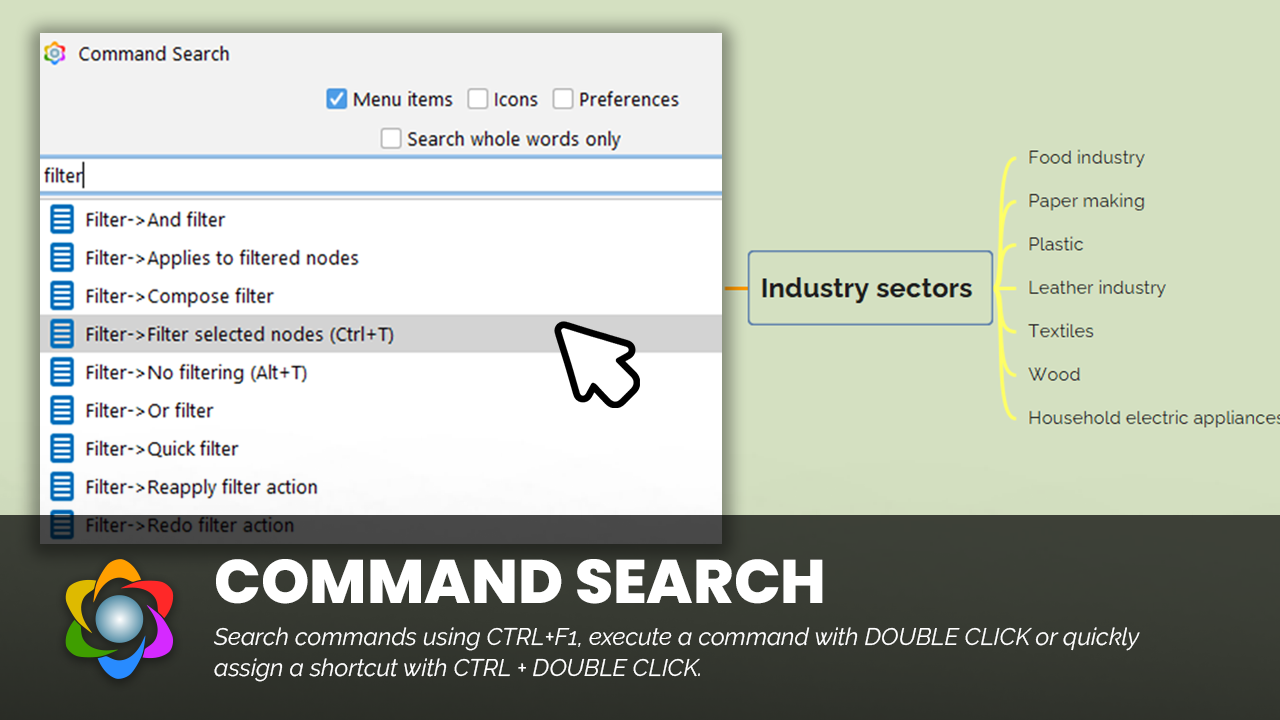 Command Search
Menu items Icons Preferences
Search whole words only
filter
Filter->And filter
Filter->Applies to filtered nodes
Filter->Compose filter
Filter->Filter selected nodes (Ctrl+T)
Filter->No filtering (Alt+T)
Filter->Or filter
Filter->Quick filter
Filter->Reapply filter action
Filter->Redo filter action
Industry sectors
Food industry
Paper making
Plastic
Leather industry
Textiles
Wood
Household electric appliances
COMMAND SEARCH
Search commands using CTRL+F1, execute a command with DOUBLE CLICK or quickly
assign a shortcut with CTRL + DOUBLE CLICK.